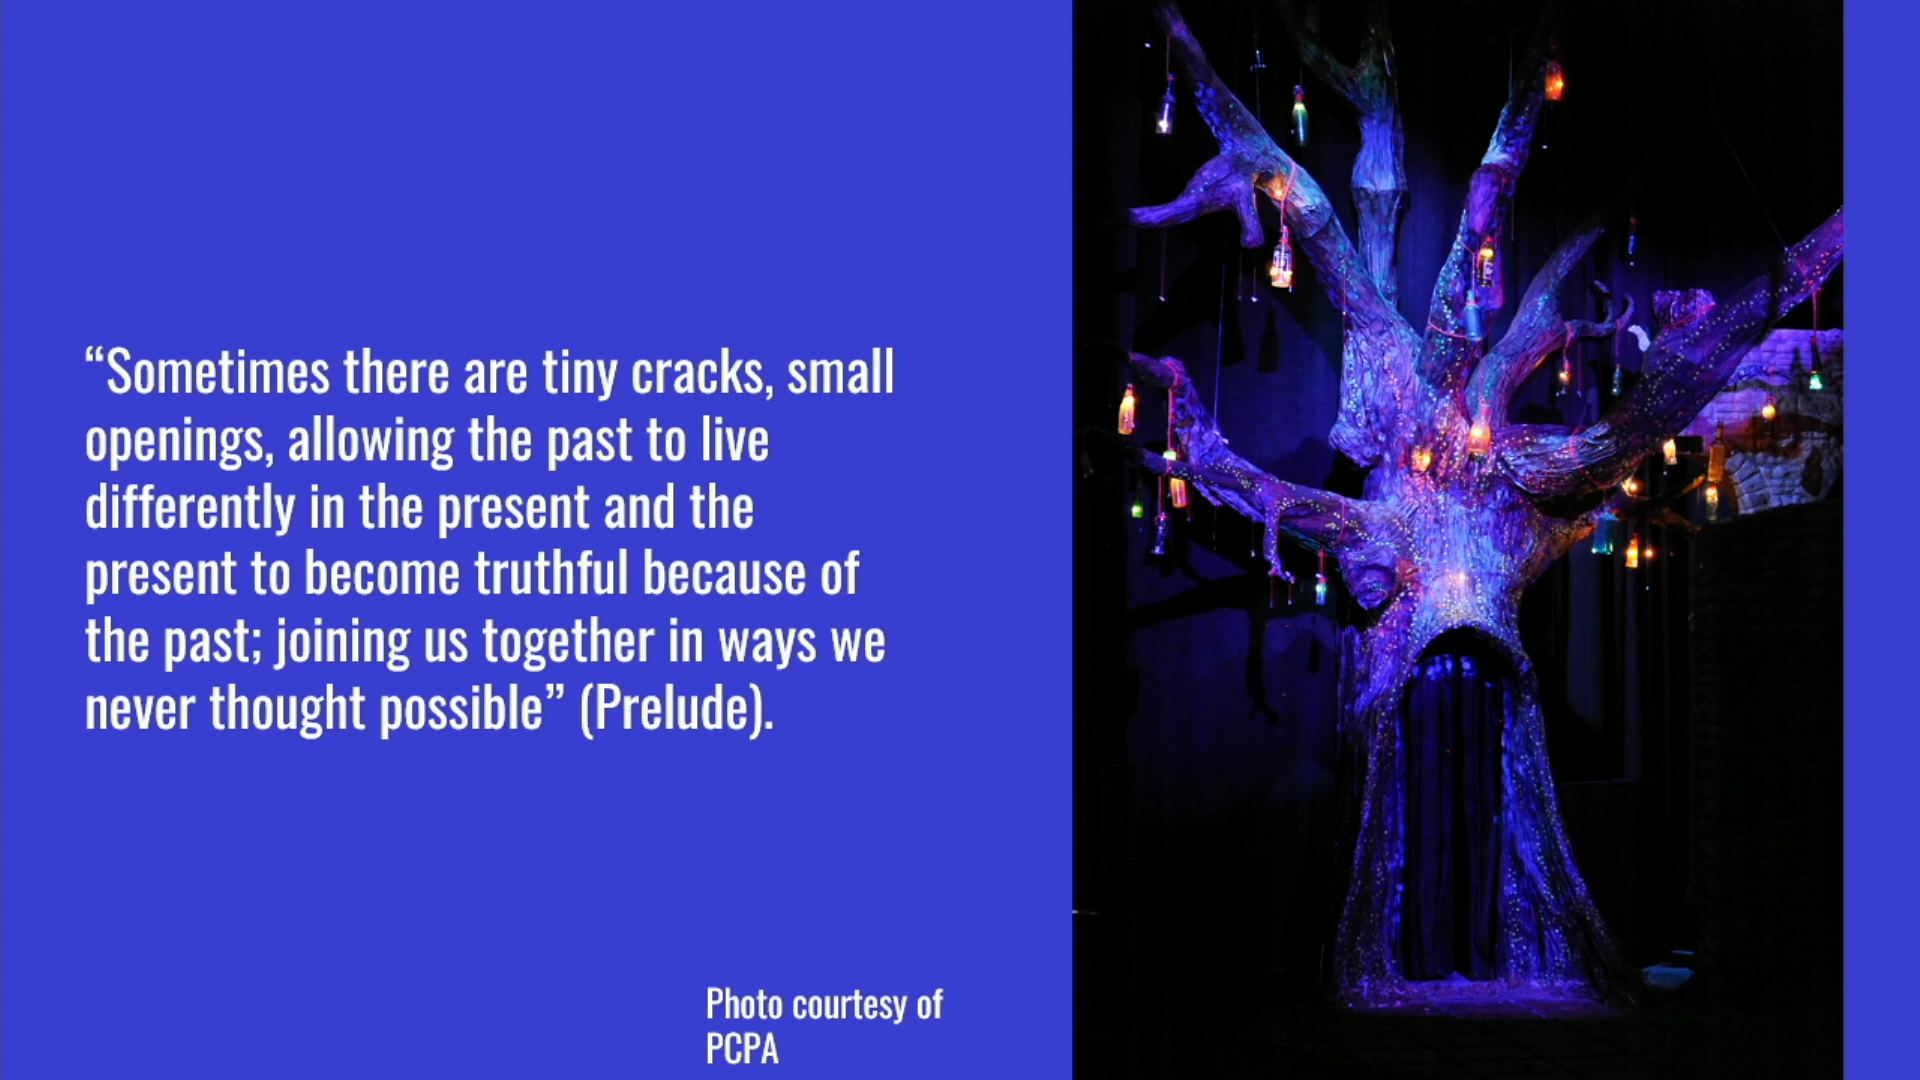 “Sometimes there are tiny cracks, small
openings, allowing the past to live
differently in the present and the
present to become truthful because of
the past; joining us together in ways we
never thought possible” (Prelude).
Photo courtesy of
PCPA